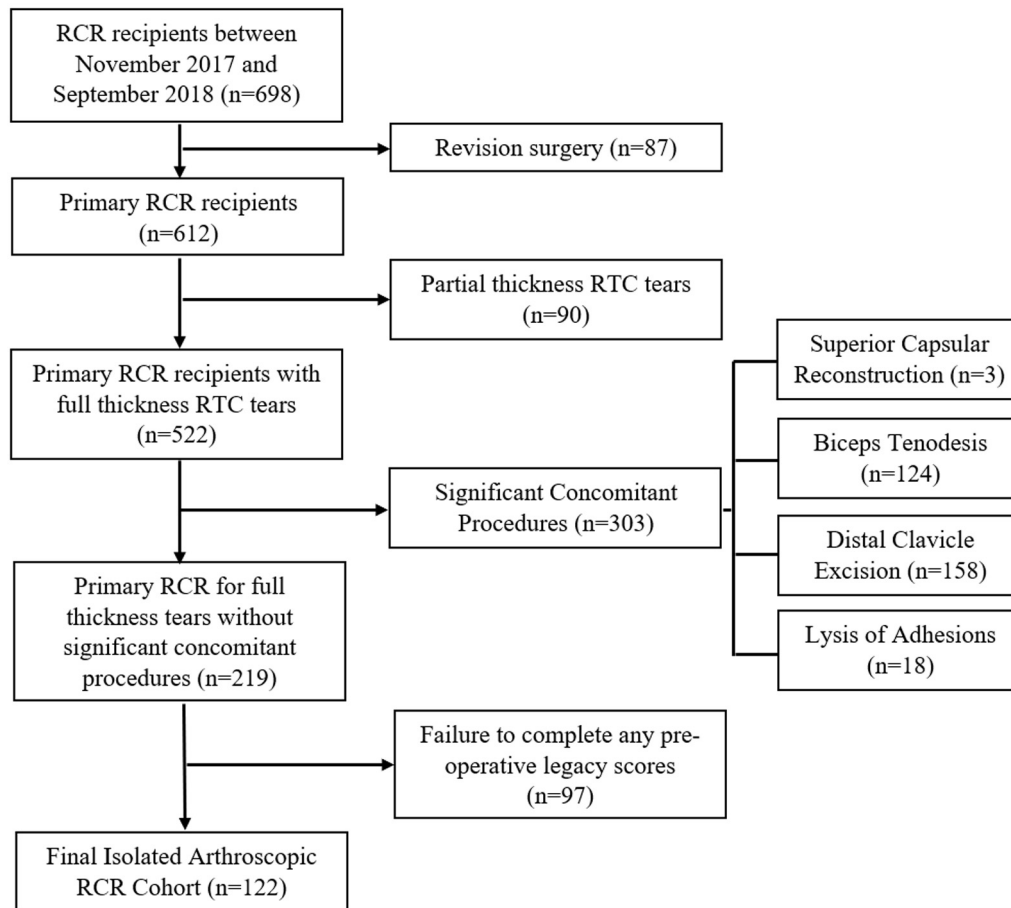 RCR recipients between
November 2017 and
September 2018 (n=698)
Revision surgery (n=87)
Primary RCR recipients
(n=612)
Partial thickness RTC tears
(n=90)
Primary RCR recipients with
full thickness RTC tears
(n=522)
Significant Concomitant
Procedures (n=303)
Superior Capsular
Reconstruction (n=3)
Biceps Tenodesis
(n=124)
Distal Clavicle
Excision (n=158)
Lysis of Adhesions
(n=18)
Primary RCR for full
thickness tears without
significant concomitant
procedures (n=219)
Failure to complete any pre-
operative legacy scores
(n=97)
Final Isolated Arthroscopic
RCR Cohort (n=122)